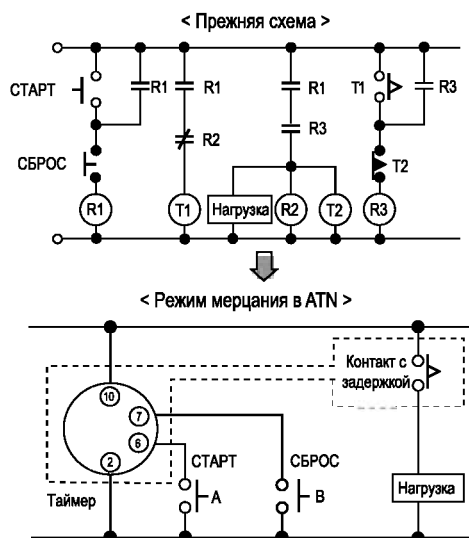 < Прежняя схема >
СТАРТ
R1
R1
R1
T1
R3
R2
R3
СБРОС
T2
R1
T1
Нагрузка
R2
T2
R3
< Режим мерцания в ATN >
Контакт с
задержкой
10
7
6
2
СТАРТ
СБРОС
A
B
Таймер
Нагрузка